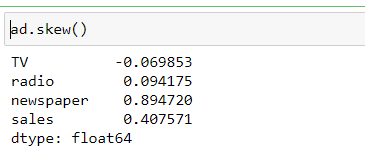 ad.skew()
TV -0.069853
radio 0.094175
newspaper 0.894720
sales 0.407571
dtype: float64